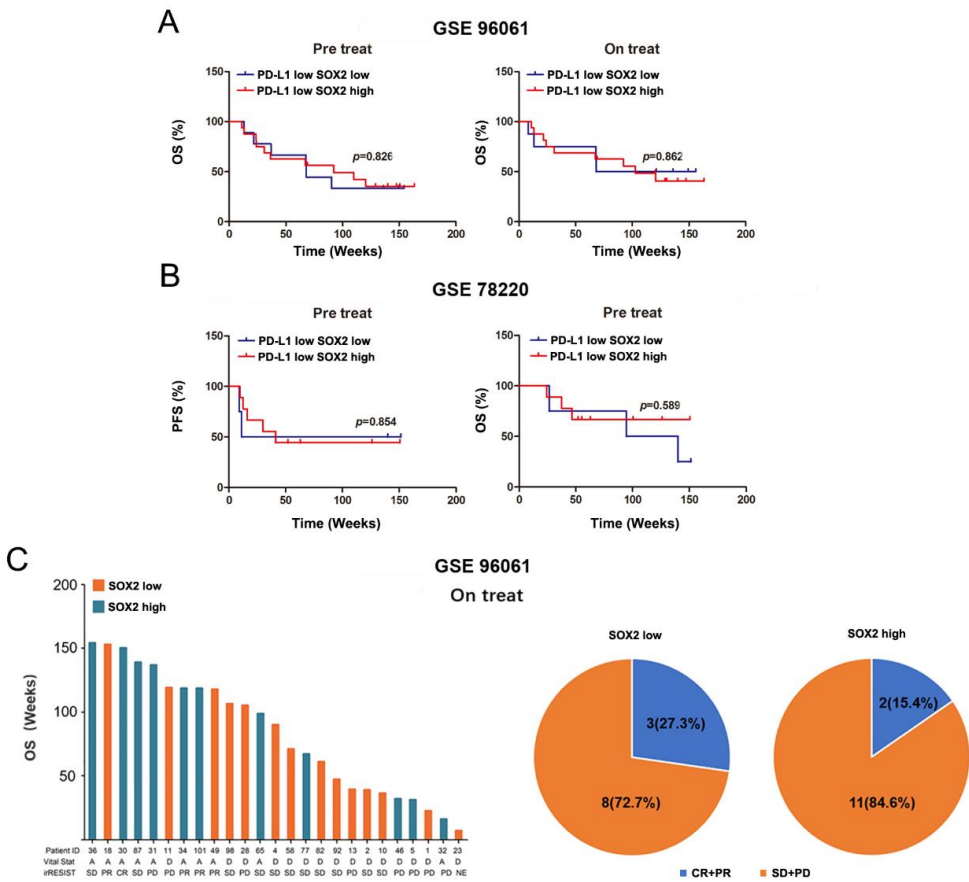 A
GSE 96061
Pre treat
On treat
PD-L1 low SOX2 low
PD-L1 low SOX2 high
p=0.826
OS (%)
150
100
50
0
0 50 100 150 200
Time (Weeks)
PD-L1 low SOX2 low
PD-L1 low SOX2 high
p=0.862
OS (%)
150
100
50
0
0 50 100 150 200
Time (Weeks)
B
GSE 78220
Pre treat
Pre treat
PD-L1 low SOX2 low
PD-L1 low SOX2 high
p=0.854
PFS (%)
150
100
50
0
0 50 100 150 200
Time (Weeks)
PD-L1 low SOX2 low
PD-L1 low SOX2 high
p=0.589
OS (%)
150
100
50
0
0 50 100 150 200
Time (Weeks)
C
GSE 96061
On treat
SOX2 low
SOX2 high
OS (Weeks)
200
150
100
50
Patient ID 36 18 30 87 31 11 34 101 49 98 28 65 4 58 77 82 92 13 2 10 46 5 1 32 23
Vital Stat A A A A A D A A A D D A D D D D D D D D D D D A D
irRESIST SD PR CR SD PD PD PR PR PR SD PD SD PD SD PD SD SD PD PD SD PD PD PD PD NE
SOX2 low
3(27.3%)
8(72.7%)
SOX2 high
2(15.4%)
11(84.6%)
CR+PR
SD+PD